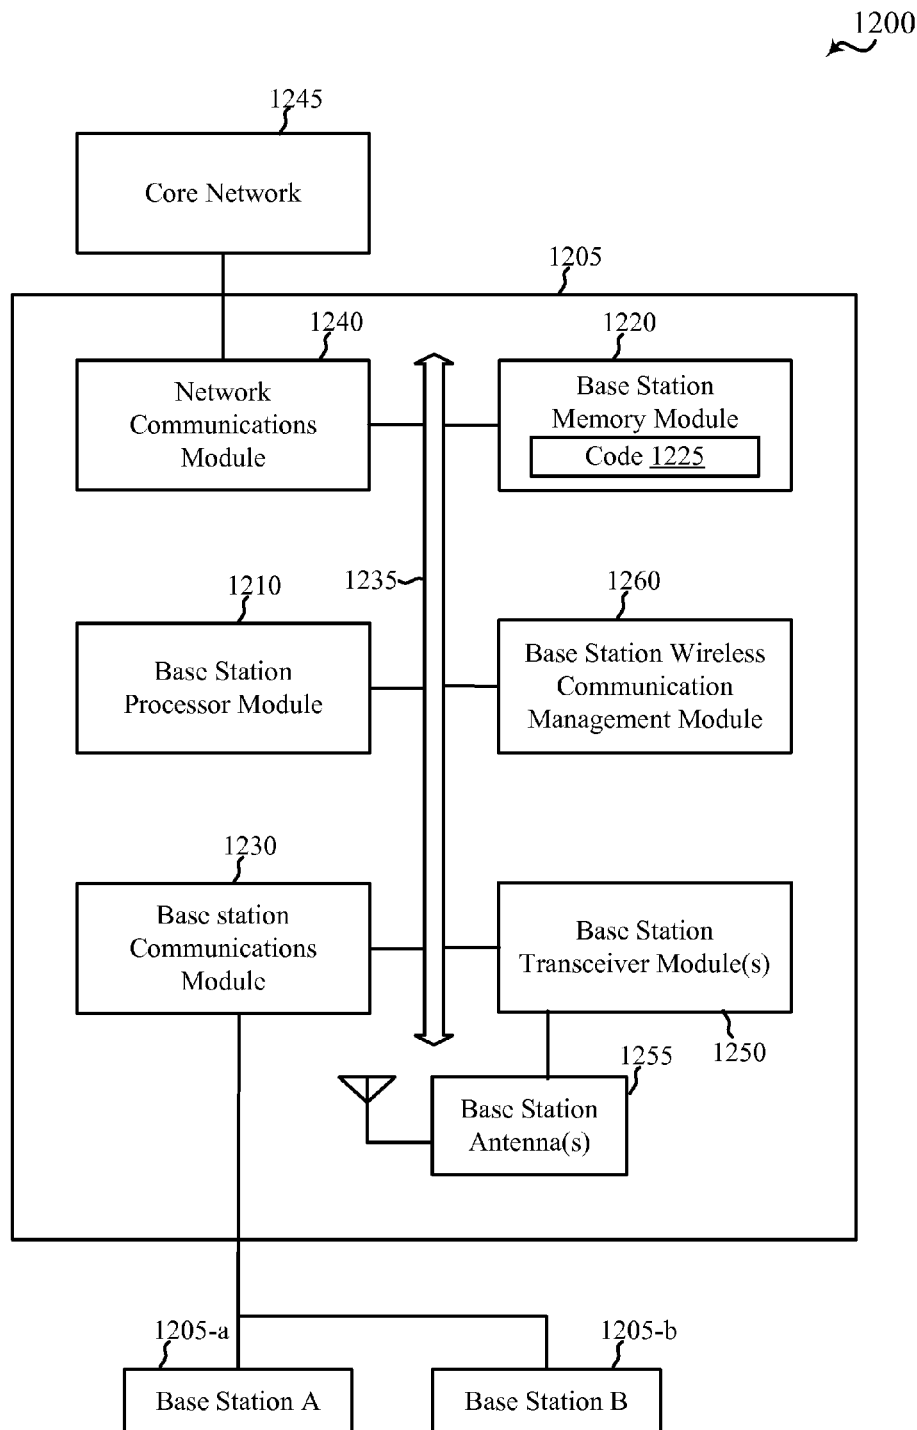 1200
1245
Core Network
1205
1240
Network
Communications
Module
1220
Base Station
Memory Module
Code 1225
1235
1210
Base Station
Processor Module
1260
Base Station Wireless
Communication
Management Module
1230
Base station
Communications
Module
Base Station
Transceiver Module(s)
1250
1255
Base Station
Antenna(s)
1205-a
Base Station A
1205-b
Base Station B